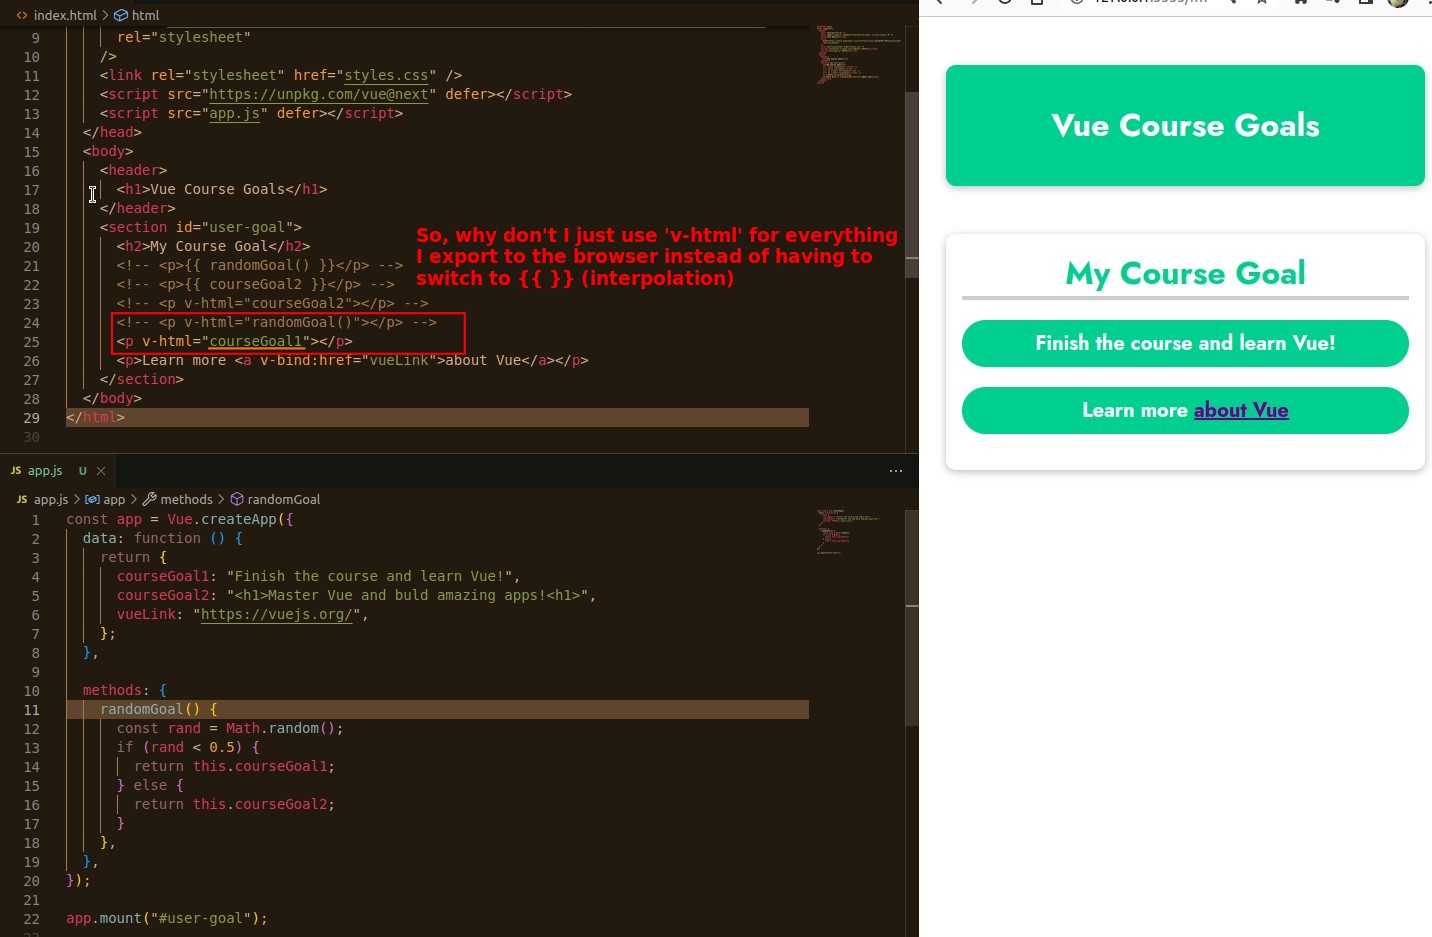 index.html > html
9 rel="stylesheet"
10 />
11 <link rel="stylesheet" href="styles.css" />
12 <script src="https://unpkg.com/vue@next" defer></script>
13 <script src="app.js" defer></script>
14 </head>
15 <body>
16 <header>
17 <h1>Vue Course Goals</h1>
18 </header>
19 <section id="user-goal">
20 <h2>My Course Goal</h2>
21 <!-- <p>{{ randomGoal() }}</p> -->
22 <!-- <p>{{ courseGoal2 }}</p> -->
23 <!-- <p v-html="courseGoal2"></p> -->
24 <!-- <p v-html="randomGoal()"></p> -->
25 <p v-html="courseGoal1"></p>
26 <p>Learn more <a v-bind:href="vueLink">about Vue</a></p>
27 </section>
28 </body>
29 </html>
30
So, why don't I just use 'v-html' for everything
I export to the browser instead of having to
switch to {{ }} (interpolation)
JS app.js U
JS app.js > app > methods > randomGoal
1 const app = Vue.createApp({
2 data: function () {
3 return {
4 courseGoal1: "Finish the course and learn Vue!",
5 courseGoal2: "<h1>Master Vue and buld amazing apps!<h1>",
6 vueLink: "https://vuejs.org/",
7 };
8 },
9
10 methods: {
11 randomGoal() {
12 const rand = Math.random();
13 if (rand < 0.5) {
14 return this.courseGoal1;
15 } else {
16 return this.courseGoal2;
17 }
18 },
19 },
20 });
21
22 app.mount("#user-goal");
Vue Course Goals
My Course Goal
Finish the course and learn Vue!
Learn more about Vue